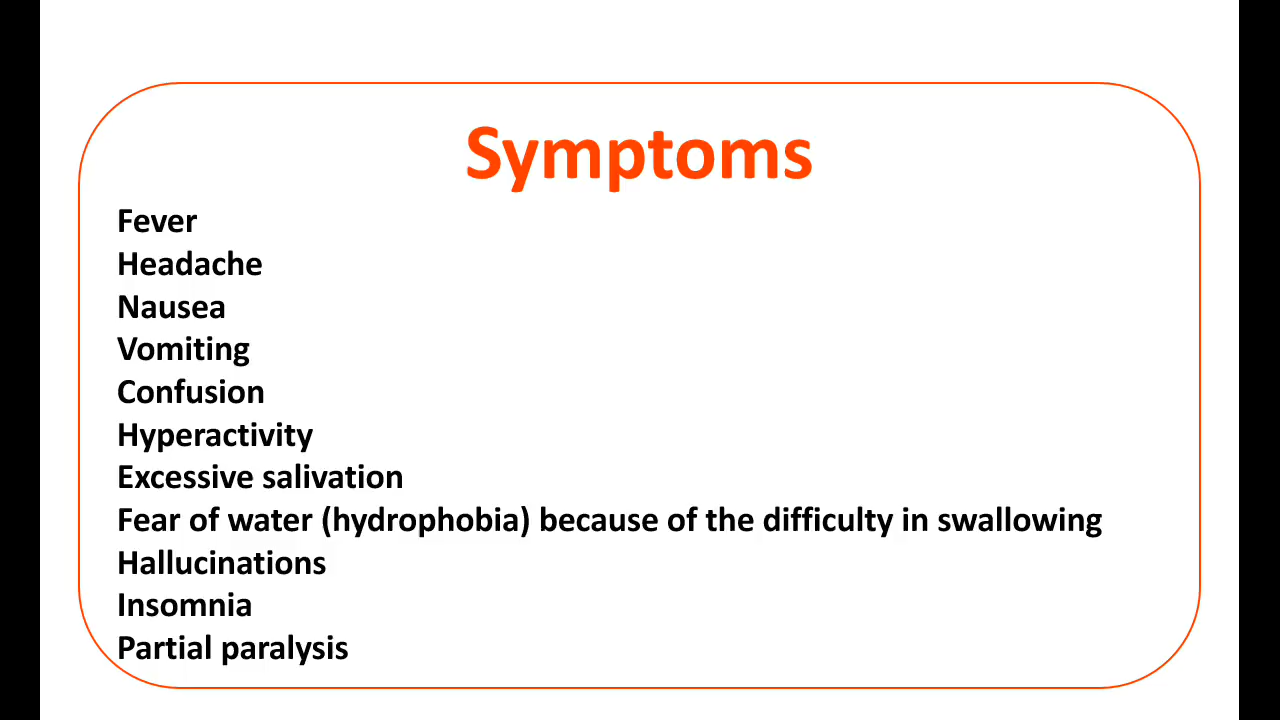 Symptoms
Fever
Headache
Nausea
Vomiting
Confusion
Hyperactivity
Excessive salivation
Fear of water (hydrophobia) because of the difficulty in swallowing
Hallucinations
Insomnia
Partial paralysis